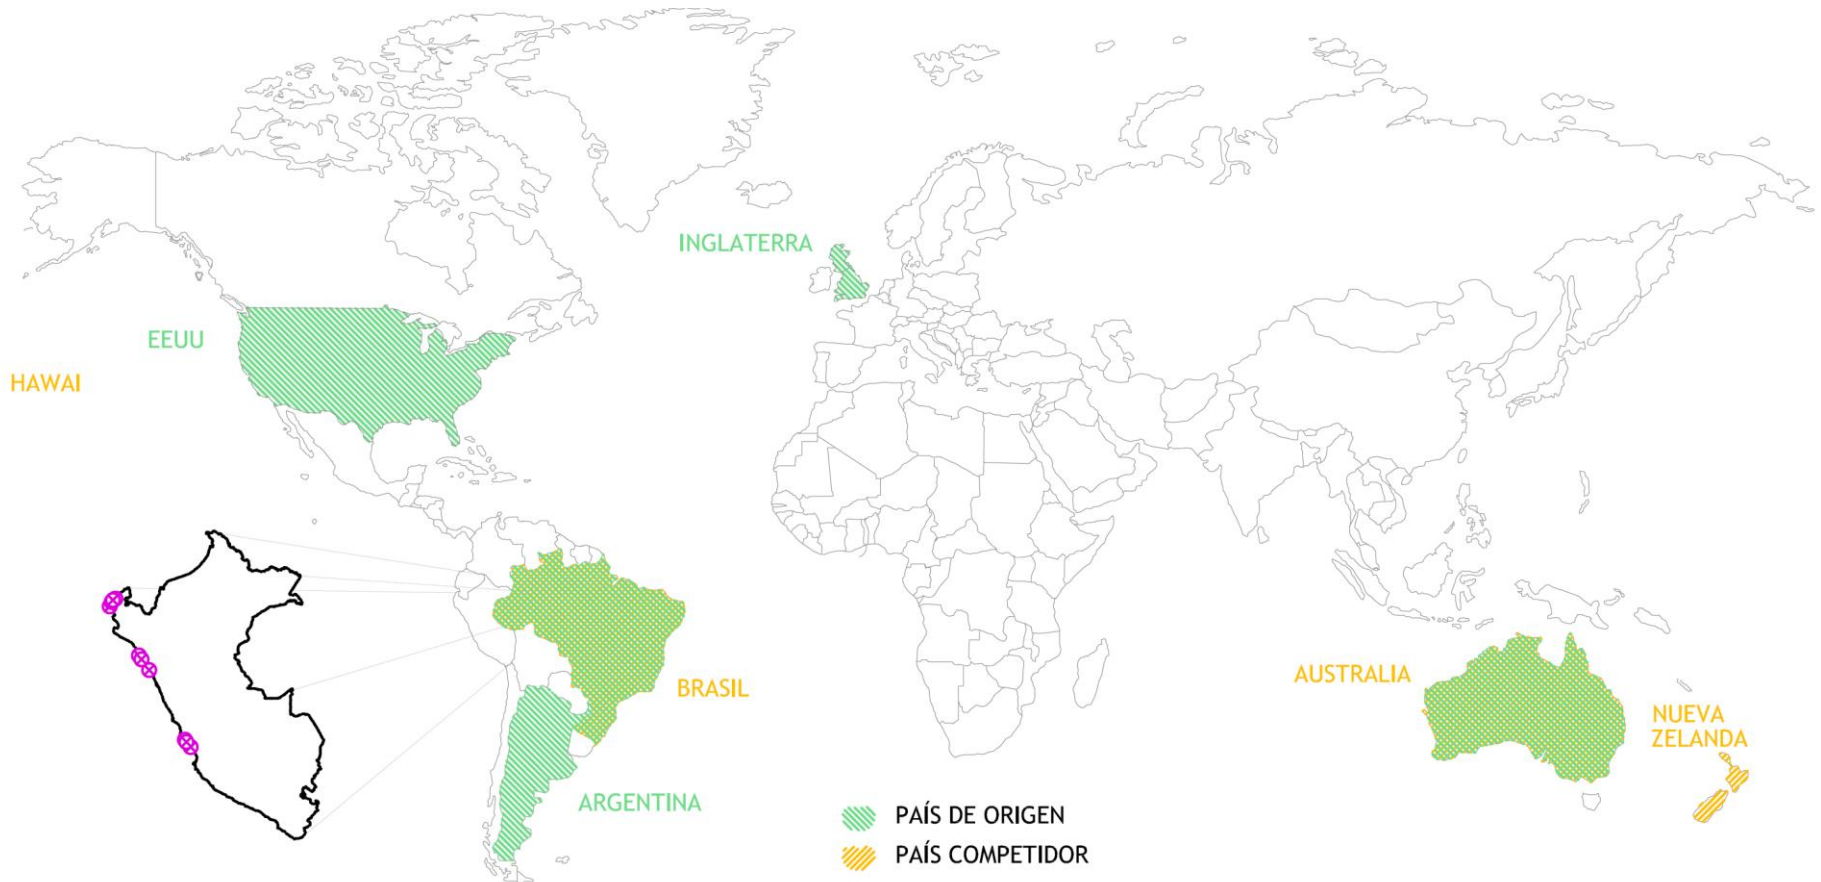 INGLATERRA
EEUU
HAWAI
BRASIL
AUSTRALIA
NUEVA
ZELANDA
ARGENTINA
PAÍS DE ORIGEN
PAÍS COMPETIDOR